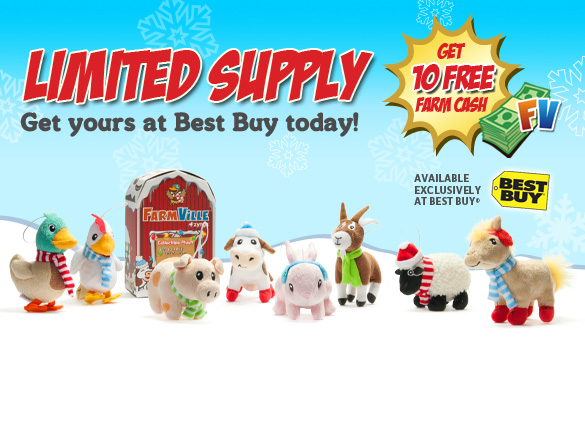 LIMITED SUPPLY
Get yours at Best Buy today!
GET
10 FREE
FARM CASH
FV
AVAILABLE
EXCLUSIVELY
AT BEST BUY®
BEST
BUY
FARMVILLE